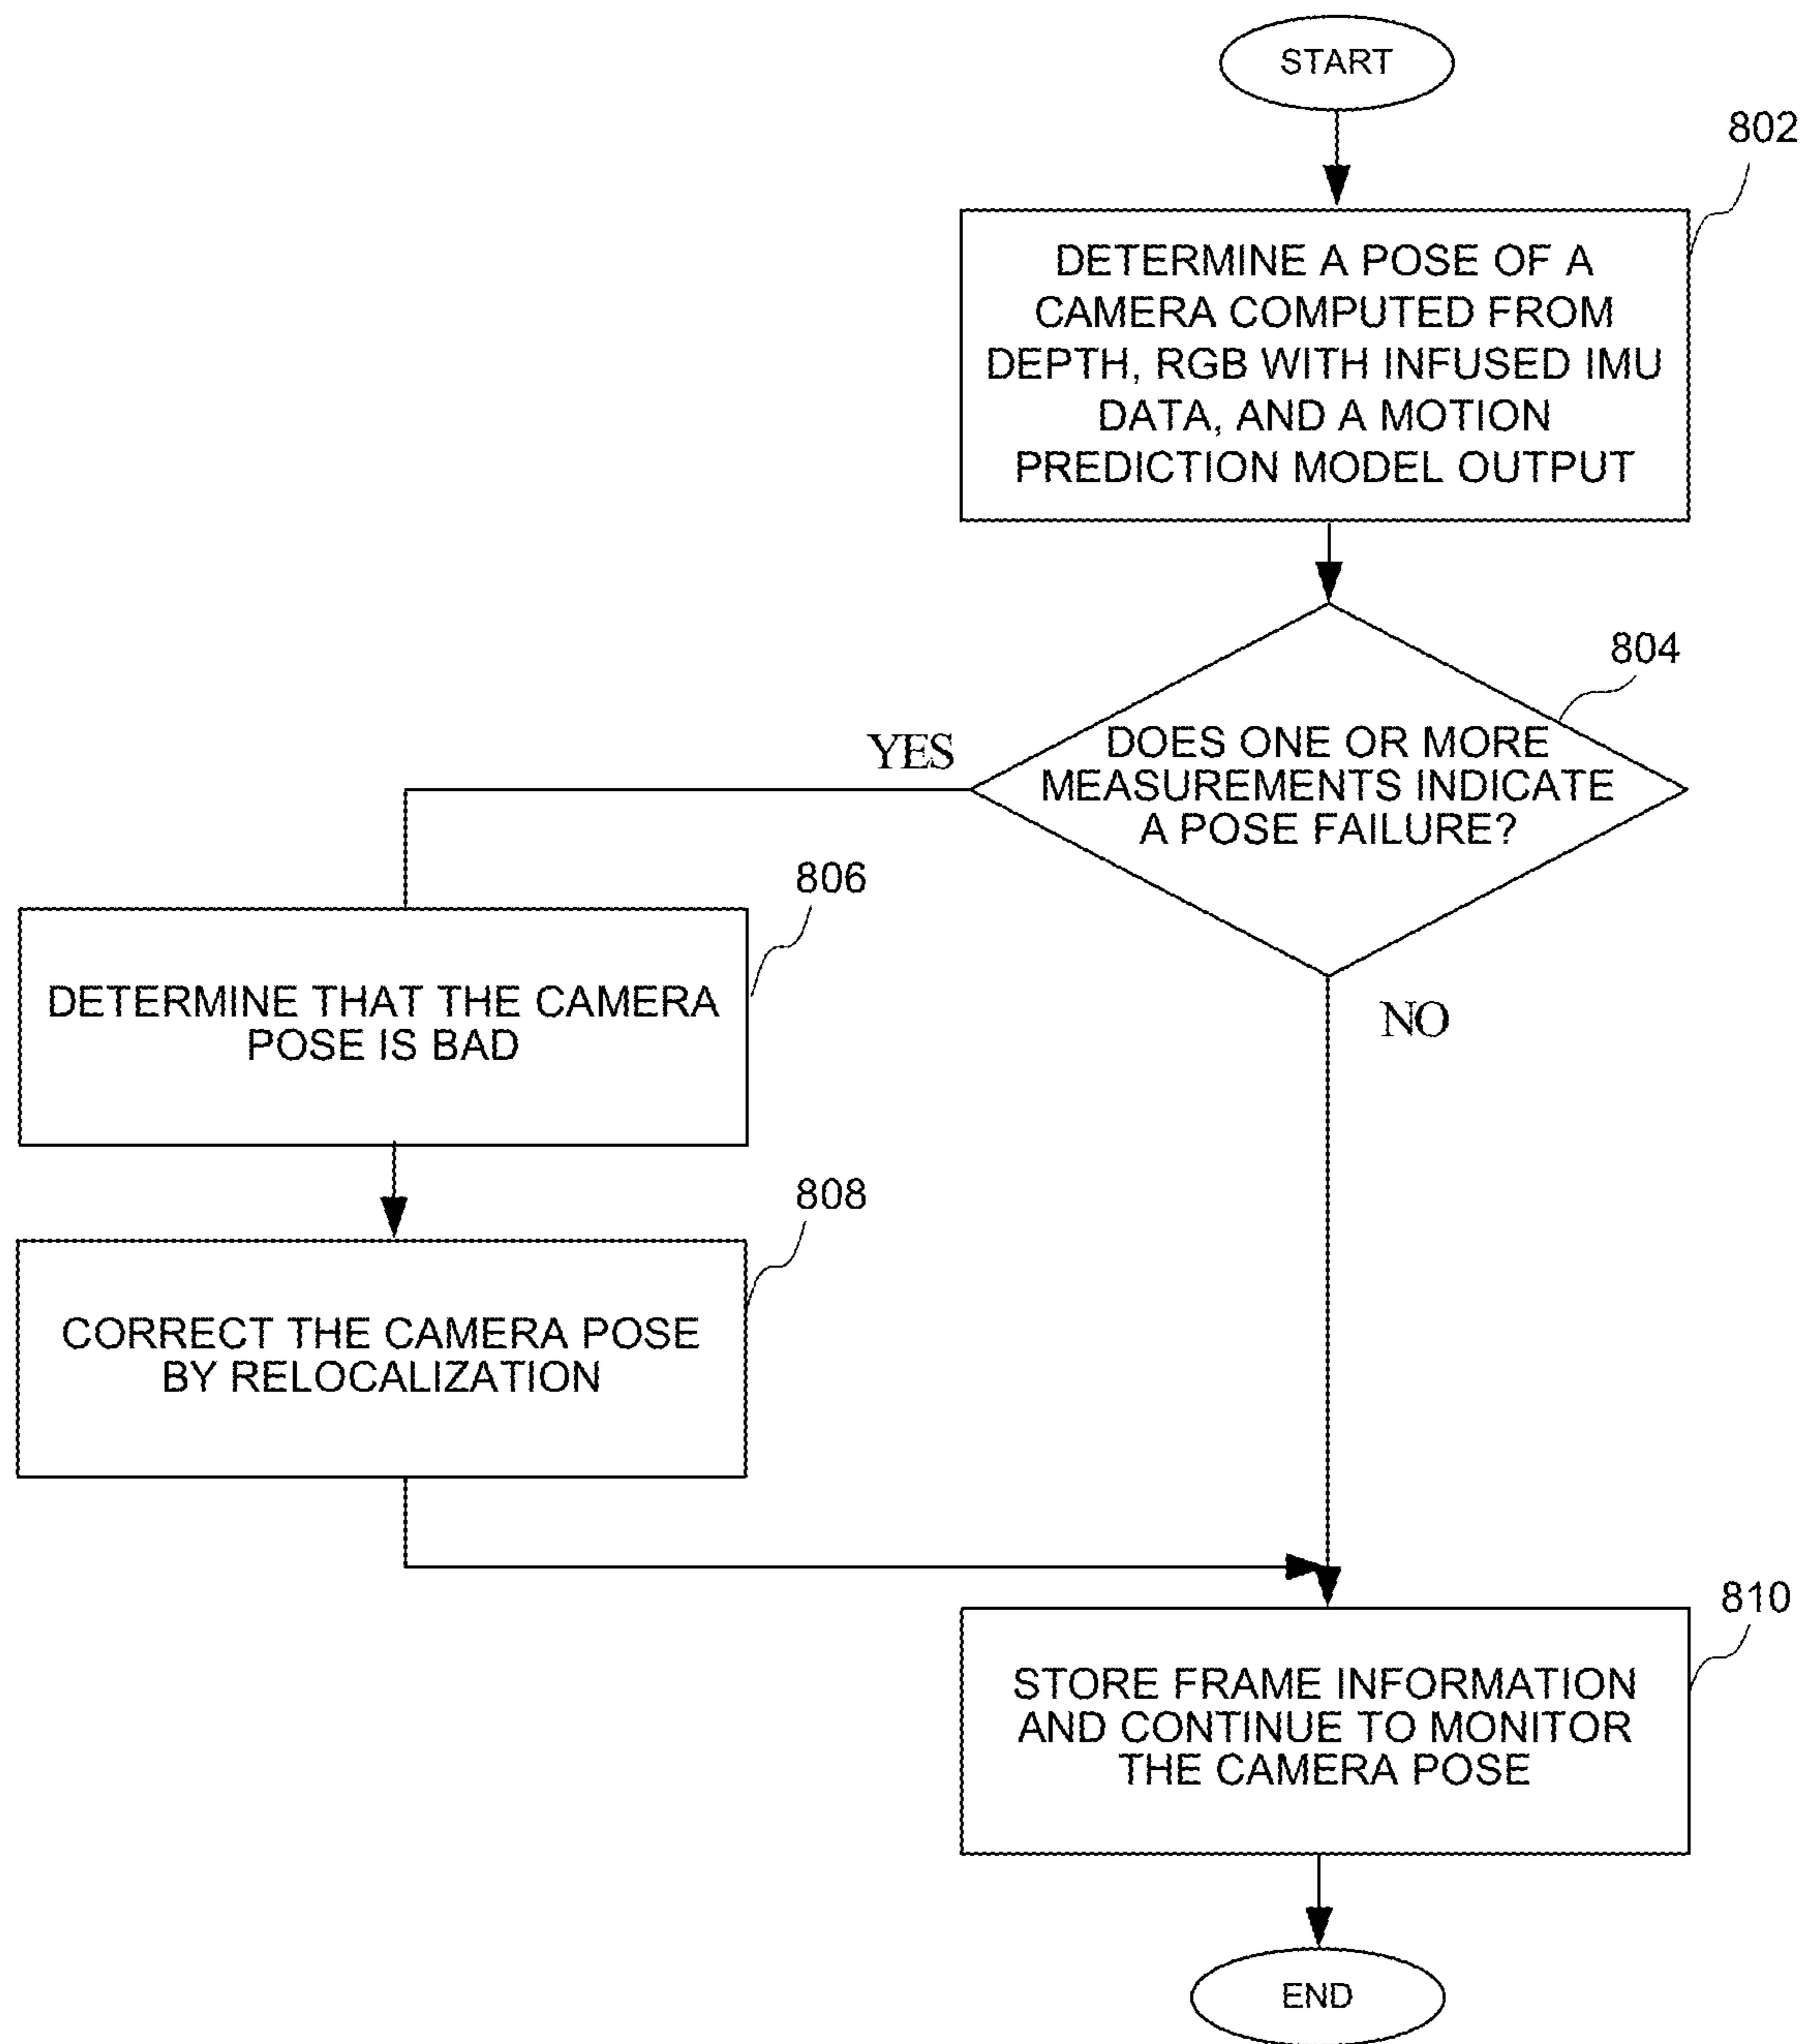 START
802
DETERMINE A POSE OF A
CAMERA COMPUTED FROM
DEPTH, RGB WITH INFUSED IMU
DATA, AND A MOTION
PREDICTION MODEL OUTPUT
804
DOES ONE OR MORE
MEASUREMENTS INDICATE
A POSE FAILURE?
YES
NO
806
DETERMINE THAT THE CAMERA
POSE IS BAD
808
CORRECT THE CAMERA POSE
BY RELOCALIZATION
810
STORE FRAME INFORMATION
AND CONTINUE TO MONITOR
THE CAMERA POSE
END